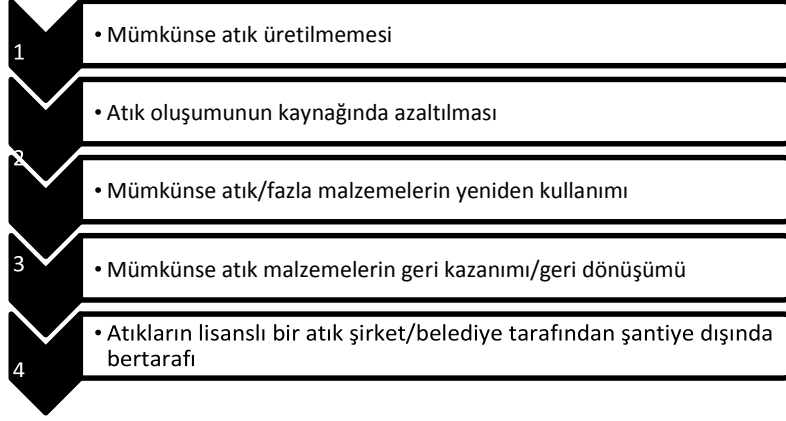 1
• Mümkünse atık üretilmemesi
• Atık oluşumunun kaynağında azaltılması
2
• Mümkünse atık/fazla malzemelerin yeniden kullanımı
3
• Mümkünse atık malzemelerin geri kazanımı/geri dönüşümü
• Atıkların lisanslı bir atık şirket/belediye tarafından şantiye dışında
bertarafı
4